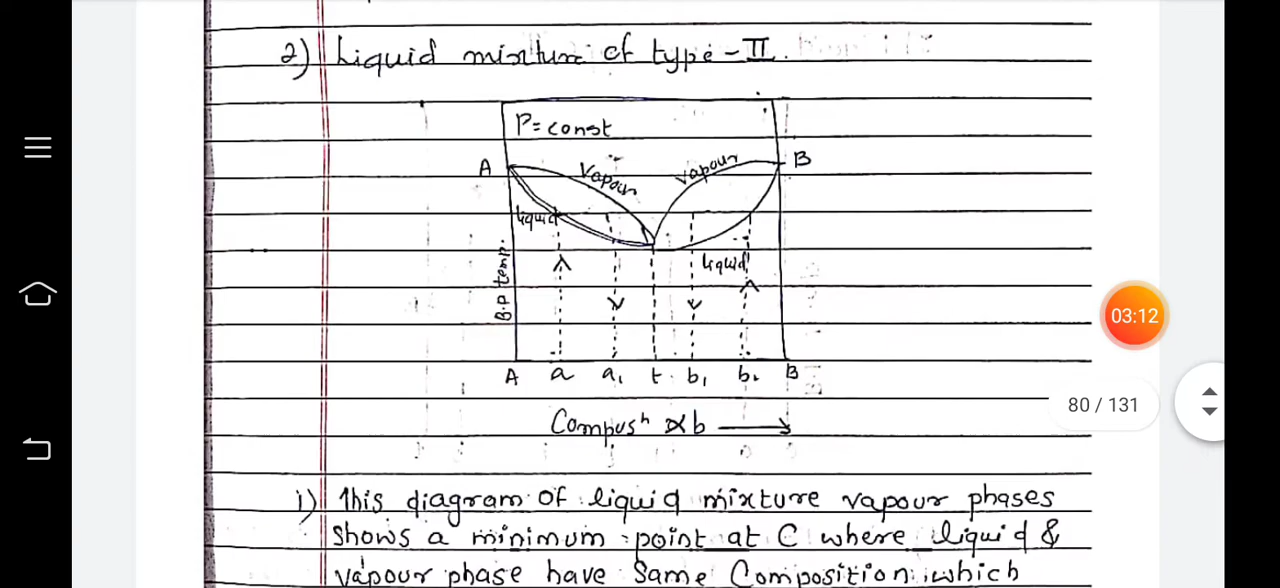 2) Liquid mixture of type - II.
P = const
A
Vapour
vapour
B
liquid
liquid
B.P temp.
A a a₁ t b₁ b₂ B
Composⁿ xb →
i) This diagram of liquid mixture vapour phases
shows a minimum point at C where liquid &
vapour phase have same composition which
03:12
80 / 131